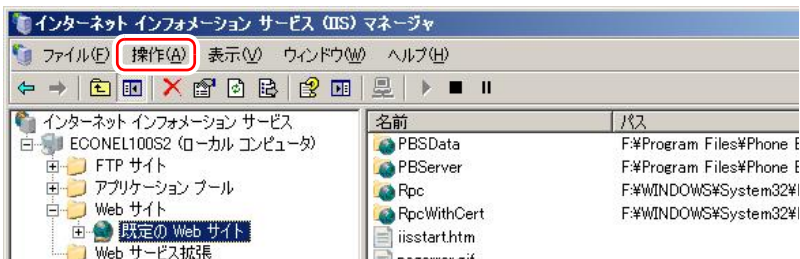 インターネット インフォメーション サービス (IIS) マネージャ
ファイル(F) 操作(A) 表示(V) ウィンドウ(W) ヘルプ(H)
インターネット インフォメーション サービス
ECONEL100S2 (ローカル コンピュータ)
FTP サイト
アプリケーション プール
Web サイト
既定の Web サイト
Web サービス拡張
名前 パス
PBSData F:¥Program Files¥Phone
PBServer F:¥Program Files¥Phone
Rpc F:¥WINDOWS¥System32¥
RpcWithCert F:¥WINDOWS¥System32¥
iisstart.htm